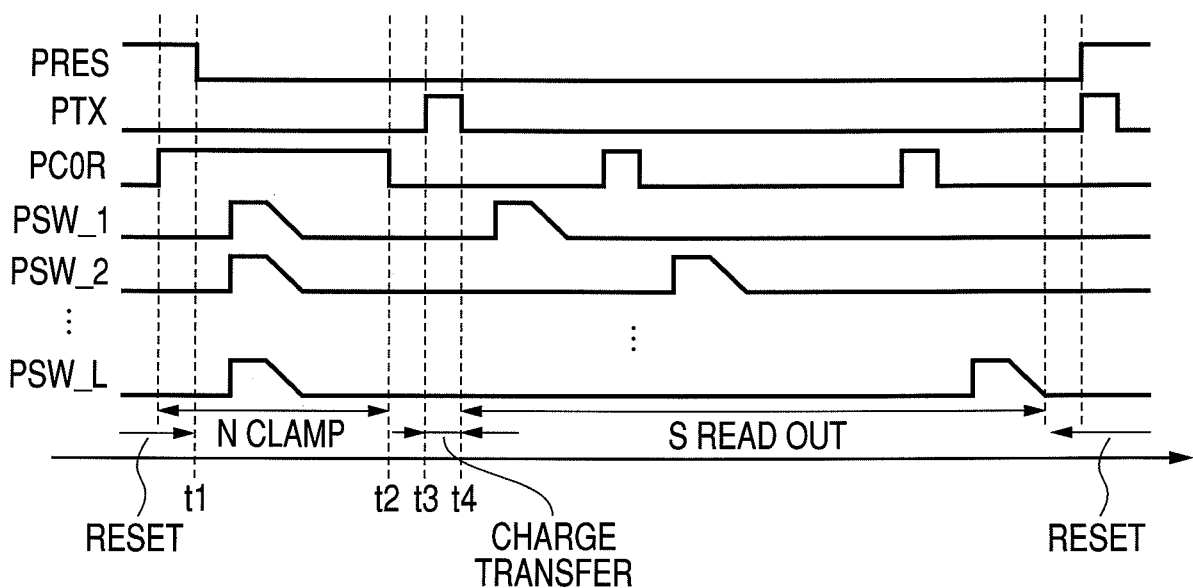 PRES
PTX
PC0R
PSW_1
PSW_2
⋮
⋮
PSW_L
N CLAMP
S READ OUT
t1
t2
t3
t4
RESET
CHARGE
TRANSFER
RESET